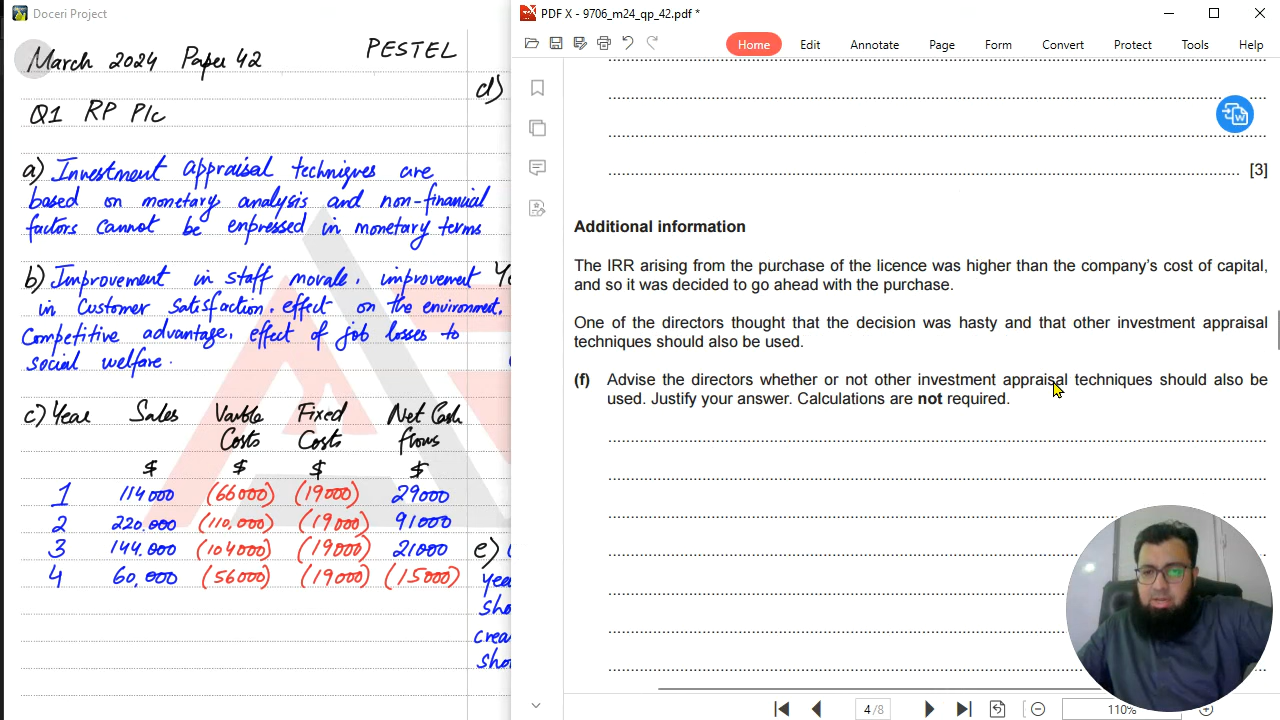 Doceri Project
March 2024 Paper 42
PESTEL
d)
Q1 RP Plc
a) Investment appraisal techniques are
based on monetary analysis and non-financial
factors cannot be expressed in monetary terms
b) Improvement in staff morale, improvement
in customer satisfaction, effect on the environment,
Competitive advantage, effect of job losses to
social welfare.
c) Year Sales Varble Costs Fixed Costs Net Cash flows
$ $ $ $
1 114000 (66000) (19000) 29000
2 220.000 (110,000) (19000) 91000
3 144.000 (104000) (19000) 21000
4 60,000 (56000) (19000) (15000)
e)
PDF X - 9706_m24_qp_42.pdf *
Home Edit Annotate Page Form Convert Protect Tools Help
[3]
Additional information
The IRR arising from the purchase of the licence was higher than the company's cost of capital,
and so it was decided to go ahead with the purchase.
One of the directors thought that the decision was hasty and that other investment appraisal
techniques should also be used.
(f) Advise the directors whether or not other investment appraisal techniques should also be
used. Justify your answer. Calculations are not required.
4 /8
110%